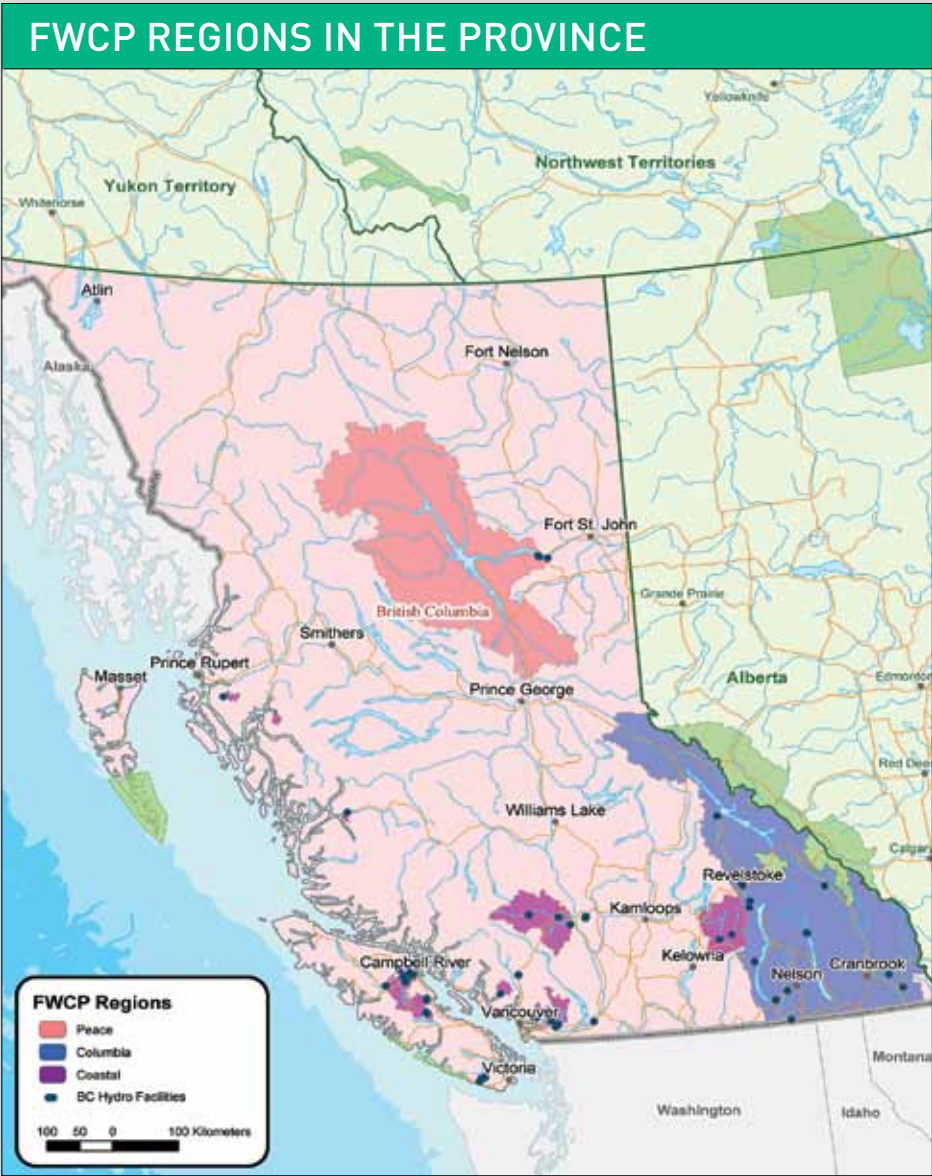 FWCP REGIONS IN THE PROVINCE
Yellowknife
Northwest Territories
Yukon Territory
Whitehorse
Atlin
Fort Nelson
Alaska
Fort St. John
Grande Prairie
British Columbia
Smithers
Prince Rupert
Masset
Prince George
Alberta
Edmonton
Red Deer
Williams Lake
Calgary
Revelstoke
Kamloops
Kelowna
Campbell River
Nelson
Cranbrook
Vancouver
Victoria
Montana
Washington
Idaho
FWCP Regions
Peace
Columbia
Coastal
BC Hydro Facilities
100 50 0 100 Kilometers